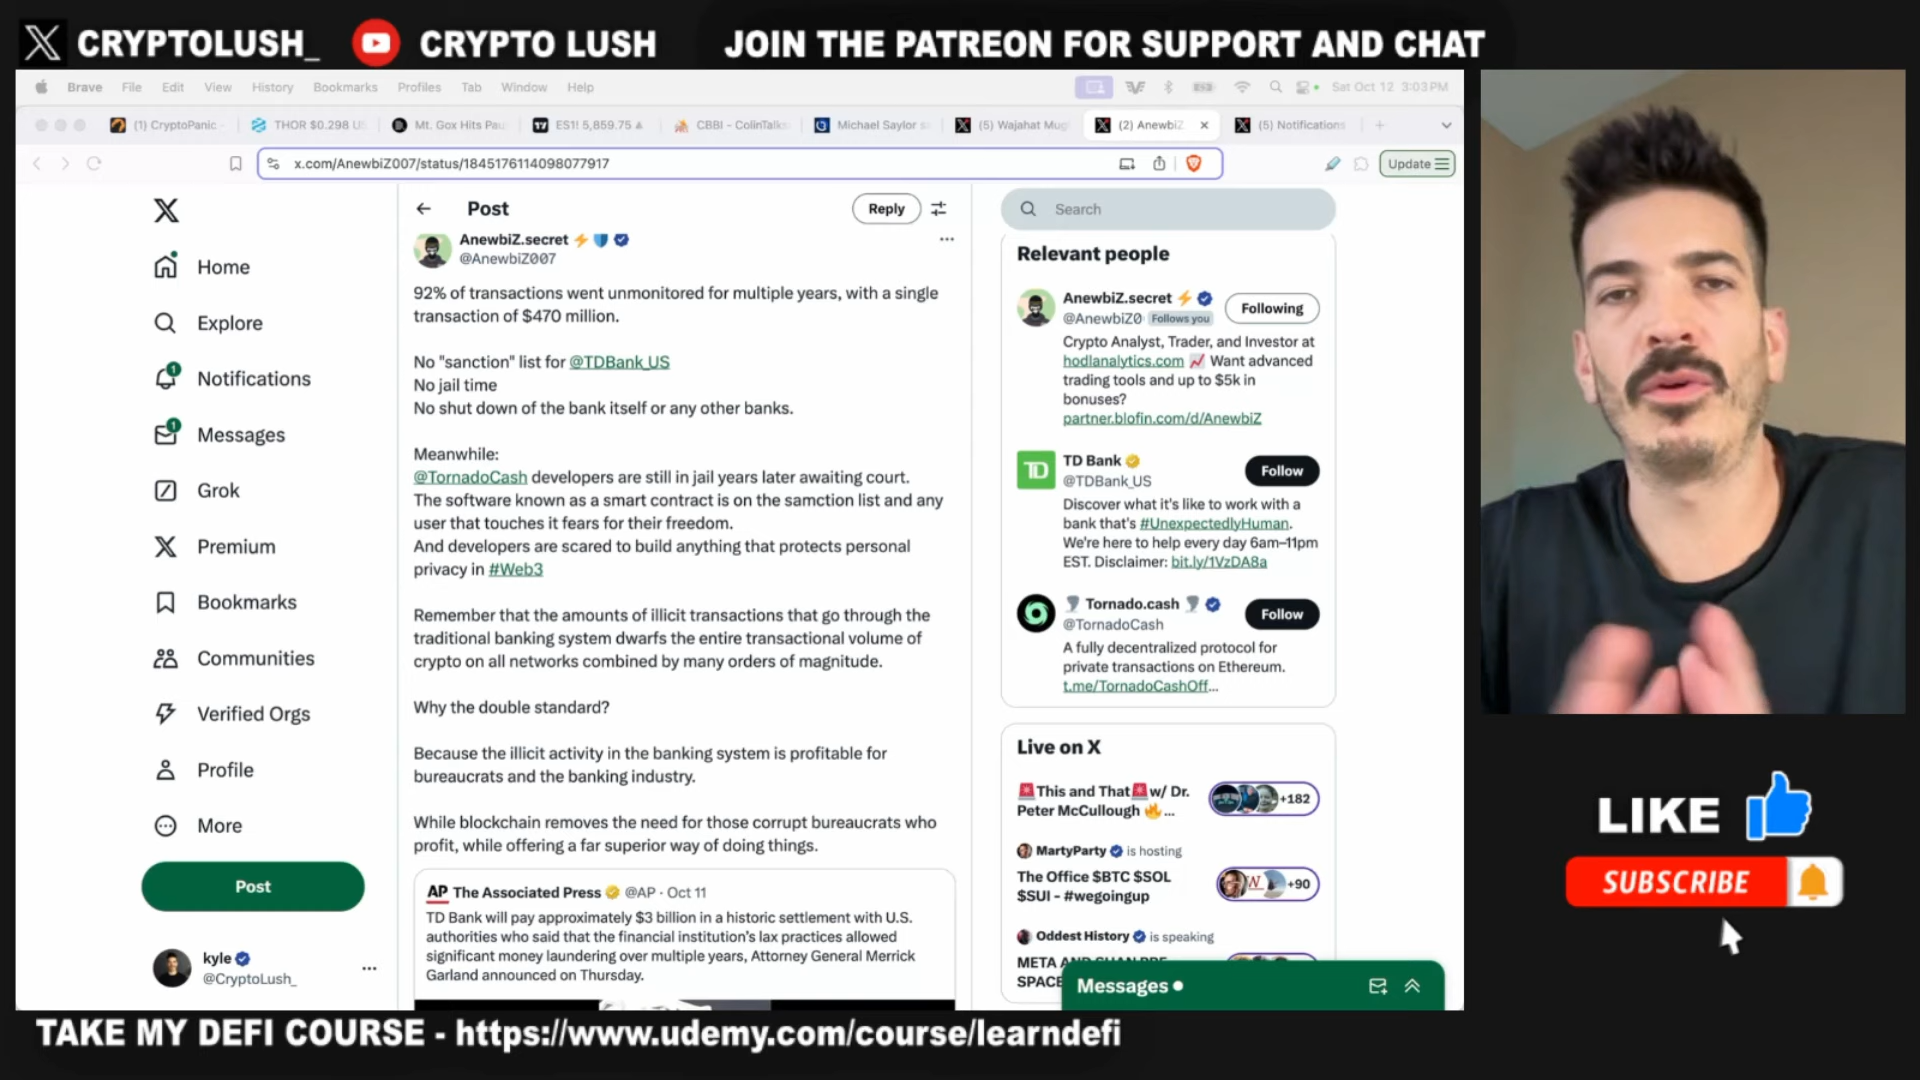 CRYPTOLUSH_ CRYPTO LUSH JOIN THE PATREON FOR SUPPORT AND CHAT
Brave File Edit View History Bookmarks Profiles Tab Window Help Sat Oct 12 3:03 PM
(1) CryptoPanic THOR $0.298 U Mt. Gox Hits Pau ES1! 5,859.75 CBBI - ColinTalks Michael Saylor (5) Wajahat Mug (2) AnewbiZ (5) Notifications
x.com/AnewbiZ007/status/1845176114098077917 Update
Home
Explore
1
Notifications
1
Messages
Grok
Premium
Bookmarks
Communities
Verified Orgs
Profile
More
Post
kyle
@CryptoLush_
Post Reply
AnewbiZ.secret ⚡
@AnewbiZ007
92% of transactions went unmonitored for multiple years, with a single
transaction of $470 million.
No "sanction" list for @TDBank_US
No jail time
No shut down of the bank itself or any other banks.
Meanwhile:
@TornadoCash developers are still in jail years later awaiting court.
The software known as a smart contract is on the samction list and any
user that touches it fears for their freedom.
And developers are scared to build anything that protects personal
privacy in #Web3
Remember that the amounts of illicit transactions that go through the
traditional banking system dwarfs the entire transactional volume of
crypto on all networks combined by many orders of magnitude.
Why the double standard?
Because the illicit activity in the banking system is profitable for
bureaucrats and the banking industry.
While blockchain removes the need for those corrupt bureaucrats who
profit, while offering a far superior way of doing things.
AP The Associated Press @AP · Oct 11
TD Bank will pay approximately $3 billion in a historic settlement with U.S.
authorities who said that the financial institution's lax practices allowed
significant money laundering over multiple years, Attorney General Merrick
Garland announced on Thursday.
Search
Relevant people
AnewbiZ.secret ⚡ Following
@AnewbiZ0 Follows you
Crypto Analyst, Trader, and Investor at
hodlanalytics.com 📈 Want advanced
trading tools and up to $5k in
bonuses?
partner.blofin.com/d/AnewbiZ
TD
TD Bank Follow
@TDBank_US
Discover what it's like to work with a
bank that's #UnexpectedlyHuman.
We're here to help every day 6am–11pm
EST. Disclaimer: bit.ly/1VzDA8a
🌪 Tornado.cash 🌪 Follow
@TornadoCash
A fully decentralized protocol for
private transactions on Ethereum.
t.me/TornadoCashOff...
Live on X
🚨This and That🚨w/ Dr.
Peter McCullough 🔥... +182
MartyParty is hosting
The Office $BTC $SOL
$SUI - #wegoingup +90
Oddest History is speaking
META
SPACE
Messages
LIKE
SUBSCRIBE
TAKE MY DEFI COURSE - https://www.udemy.com/course/learndefi